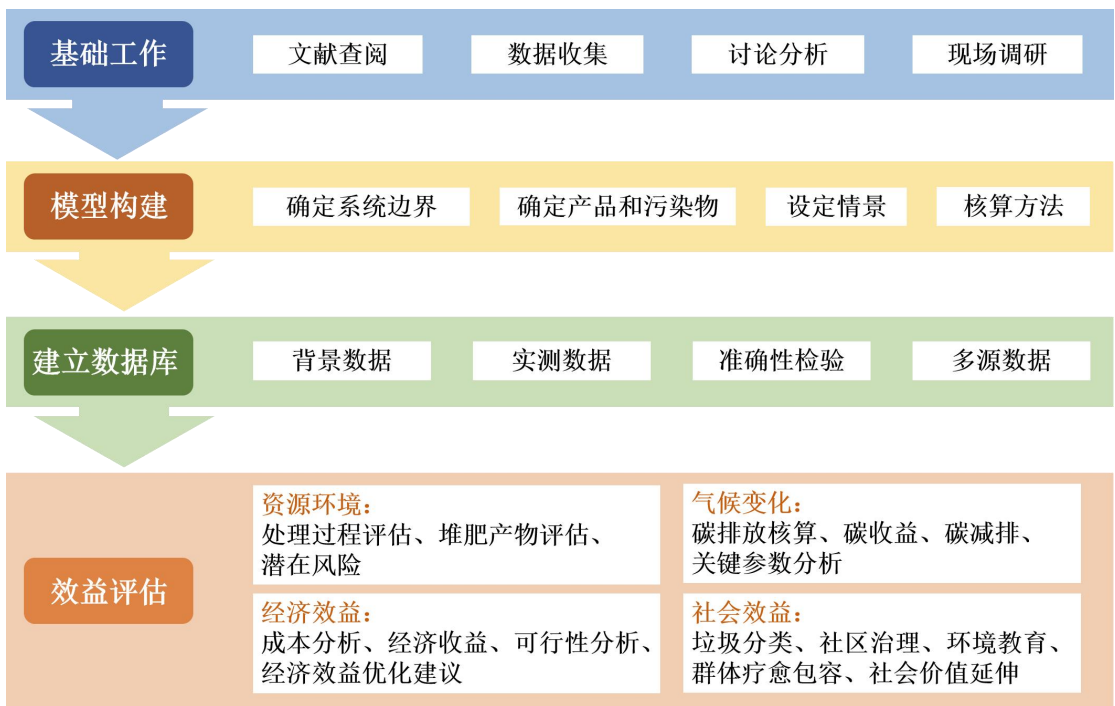 基础工作
文献查阅
数据收集
讨论分析
现场调研
模型构建
确定系统边界
确定产品和污染物
设定情景
核算方法
建立数据库
背景数据
实测数据
准确性检验
多源数据
效益评估
资源环境：
处理过程评估、堆肥产物评估、
潜在风险
气候变化：
碳排放核算、碳收益、碳减排、
关键参数分析
经济效益：
成本分析、经济收益、可行性分析、
经济效益优化建议
社会效益：
垃圾分类、社区治理、环境教育、
群体疗愈包容、社会价值延伸